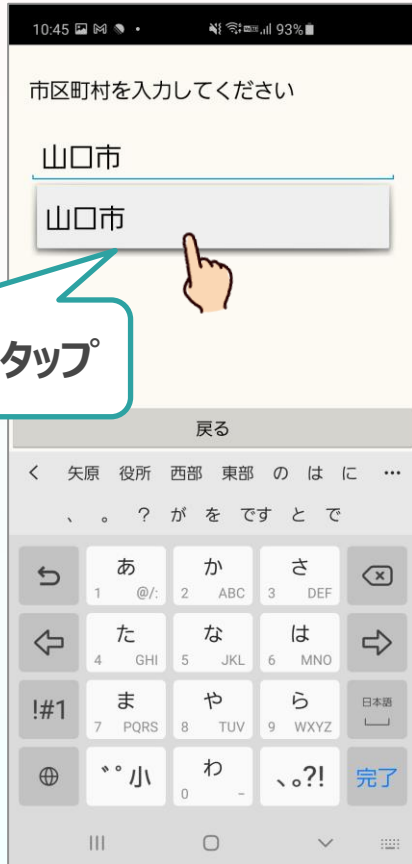 10:45 93%
市区町村を入力してください
山口市
山口市
タップ
戻る
矢原 役所 西部 東部 の は に …
、 。 ? が を です と で
あ 1 @/: か 2 ABC さ 3 DEF
た 4 GHI な 5 JKL は 6 MNO
!#1 ま 7 PQRS や 8 TUV ら 9 WXYZ 日本語
゛゜小 わ 0 - 、。?! 完了